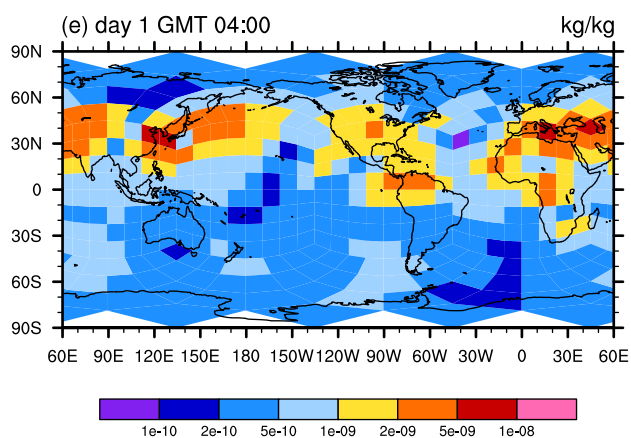 (e) day 1 GMT 04:00 kg/kg
90N
60N
30N
0
30S
60S
90S
60E 90E 120E 150E 180 150W 120W 90W 60W 30W 0 30E 60E
1e-10 2e-10 5e-10 1e-09 2e-09 5e-09 1e-08